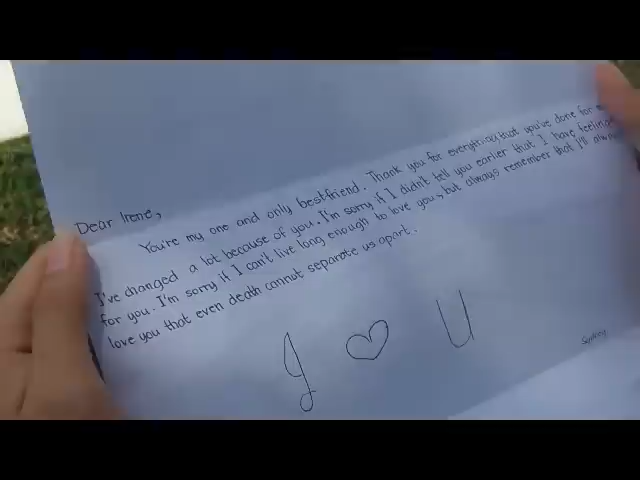 Dear Irene,
You're my one and only bestfriend. Thank you for everything that you've done for
I've changed a lot because of you. I'm sorry if I didn't tell you earlier that I have feelings
for you. I'm sorry if I can't live long enough to love you, but always remember that I'll always
love you that even death cannot separate us apart.
I ♡ U